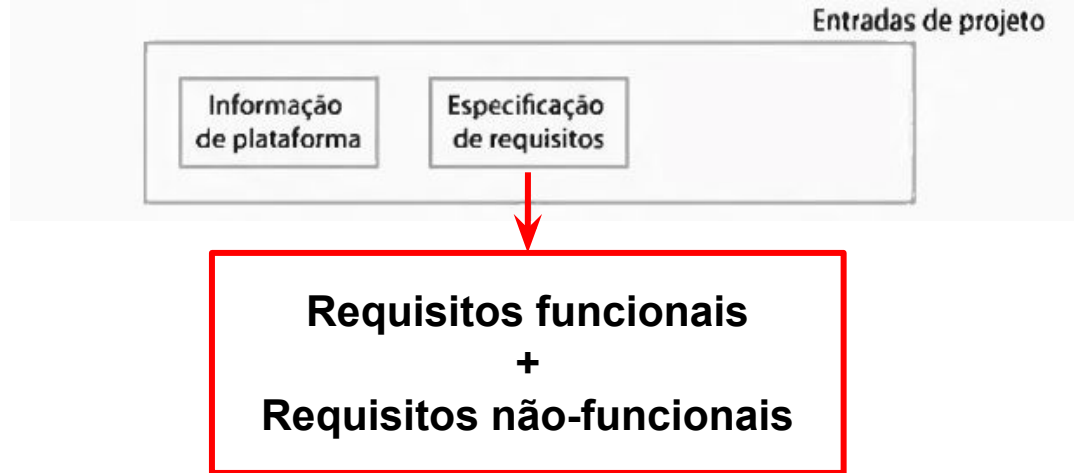 Entradas de projeto
Informação
de plataforma
Especificação
de requisitos
Requisitos funcionais
+
Requisitos não-funcionais